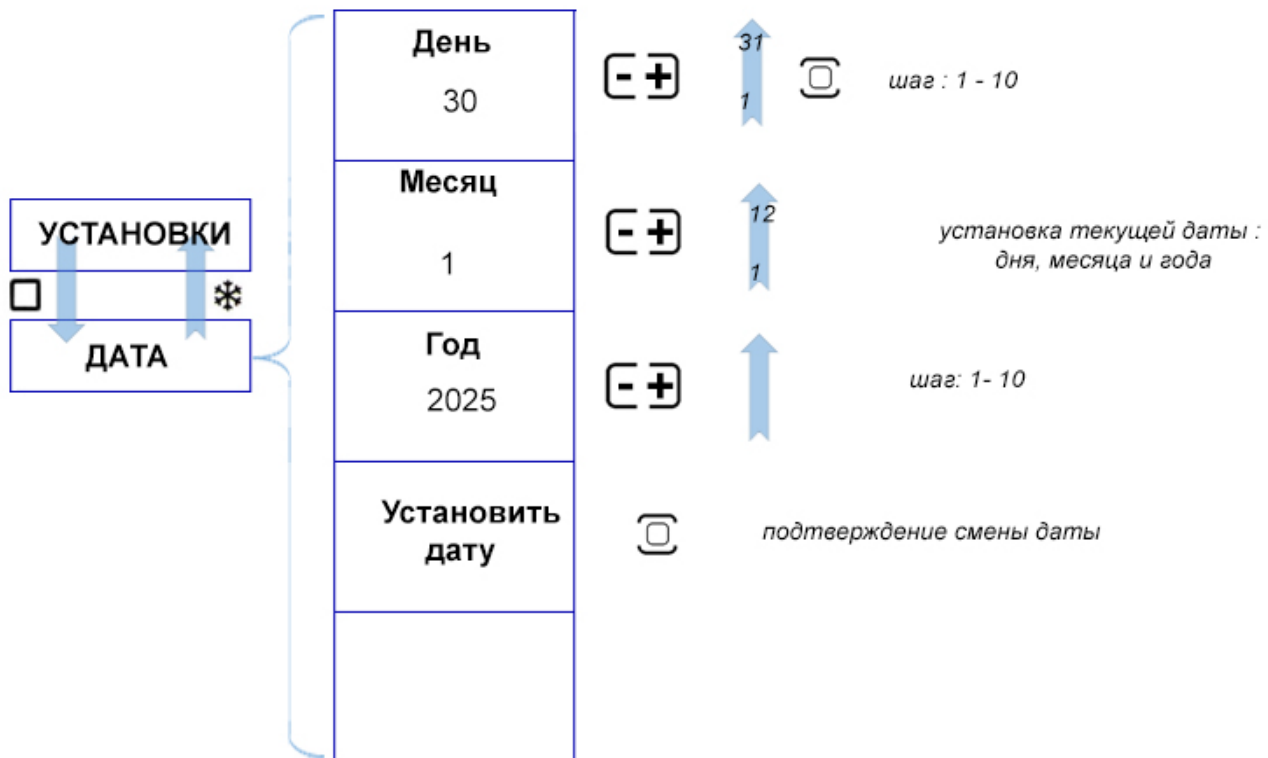 День
30
31
1
шаг : 1 - 10
Месяц
1
12
1
установка текущей даты :
дня, месяца и года
УСТАНОВКИ
ДАТА
Год
2025
шаг: 1- 10
Установить
дату
подтверждение смены даты